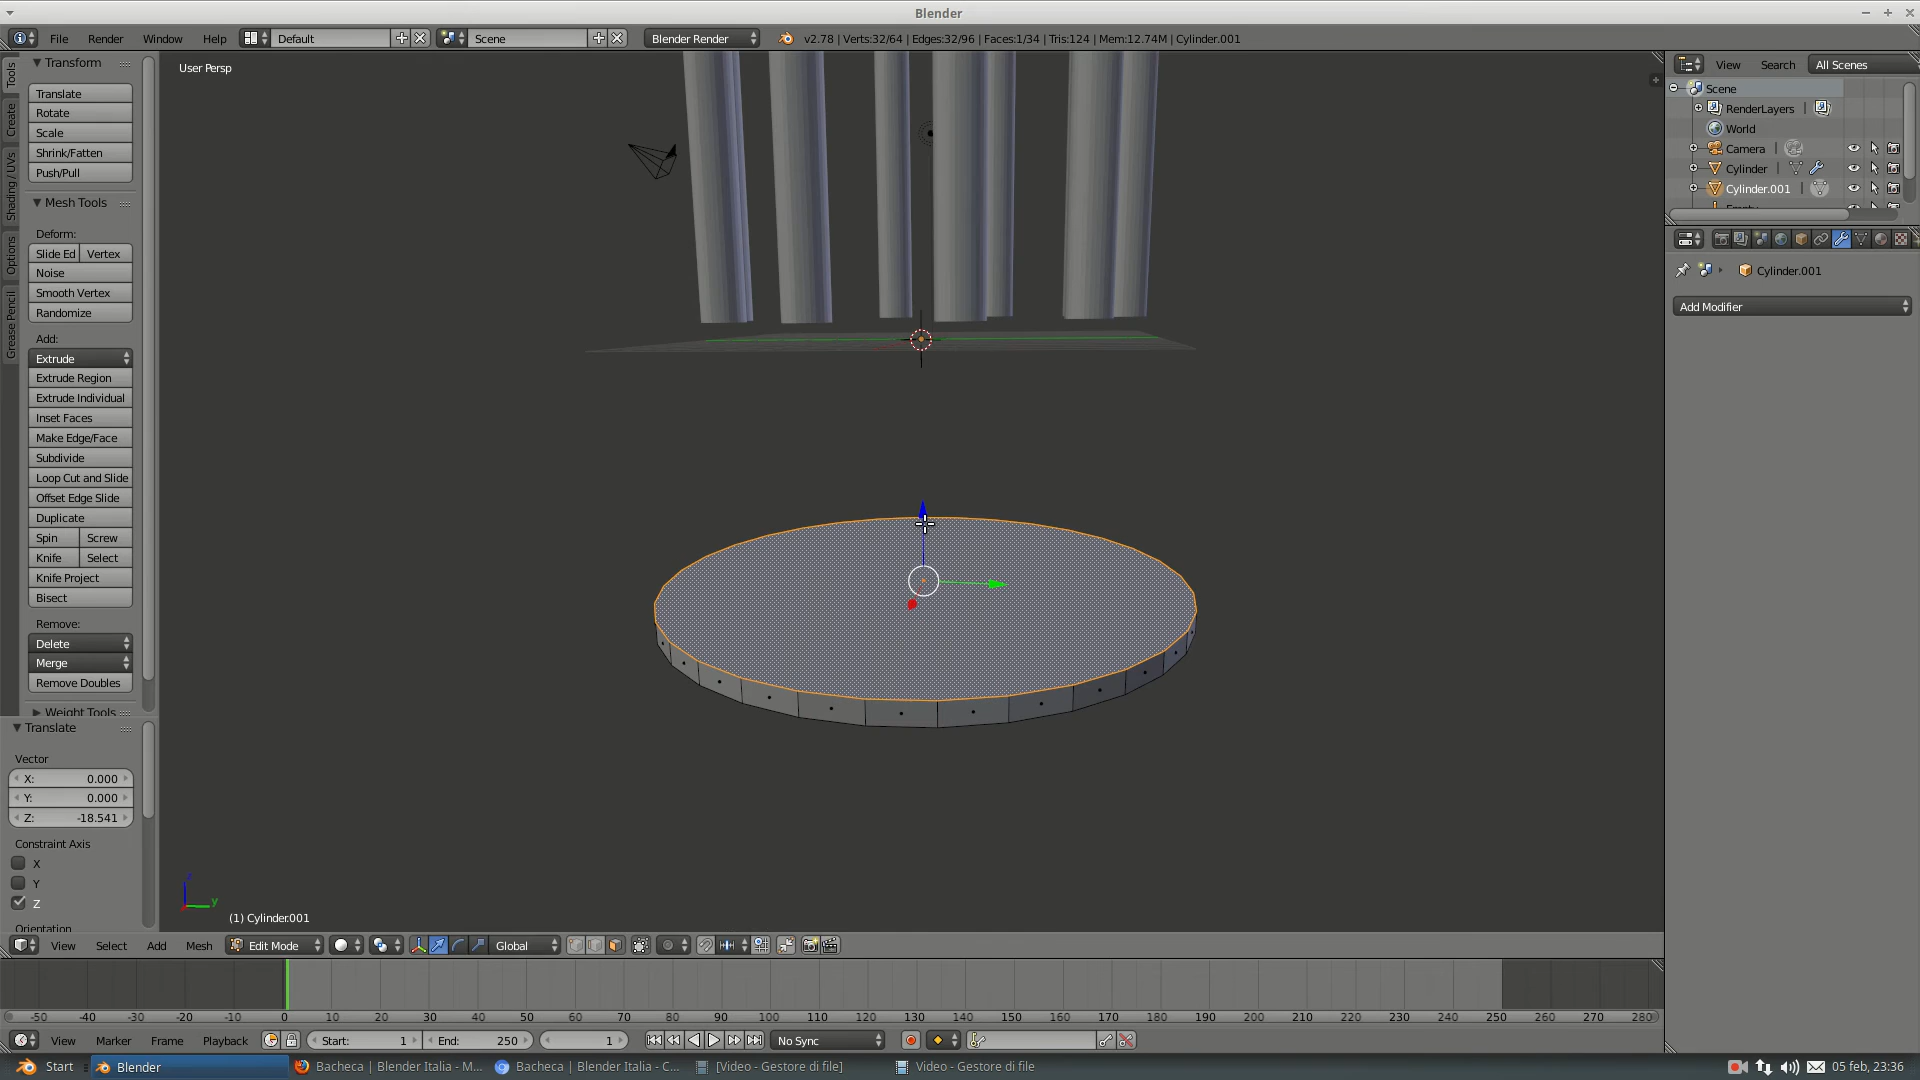 Blender
File Render Window Help Default Scene Blender Render v2.78 | Verts:32/64 | Edges:32/96 | Faces:1/34 | Tris:124 | Mem:12.74M | Cylinder.001
Tools
Create
Shading / UVs
Options
Grease Pencil
Transform
Translate
Rotate
Scale
Shrink/Fatten
Push/Pull
Mesh Tools
Deform:
Slide Ed Vertex
Noise
Smooth Vertex
Randomize
Add:
Extrude
Extrude Region
Extrude Individual
Inset Faces
Make Edge/Face
Subdivide
Loop Cut and Slide
Offset Edge Slide
Duplicate
Spin Screw
Knife Select
Knife Project
Bisect
Remove:
Delete
Merge
Remove Doubles
Weight Tools
Translate
Vector
X: 0.000
Y: 0.000
Z: -18.541
Constraint Axis
X
Y
Z
Orientation
User Persp
z
y
(1) Cylinder.001
View Search All Scenes
Scene
RenderLayers |
World
Camera |
Cylinder |
Cylinder.001 |
Cylinder.001
Add Modifier
View Select Add Mesh Edit Mode Global
-50 -40 -30 -20 -10 0 10 20 30 40 50 60 70 80 90 100 110 120 130 140 150 160 170 180 190 200 210 220 230 240 250 260 270 280
View Marker Frame Playback Start: 1 End: 250 1 No Sync
Start Blender Bacheca | Blender Italia - M... Bacheca | Blender Italia - C... [Video - Gestore di file] Video - Gestore di file 05 feb, 23:36